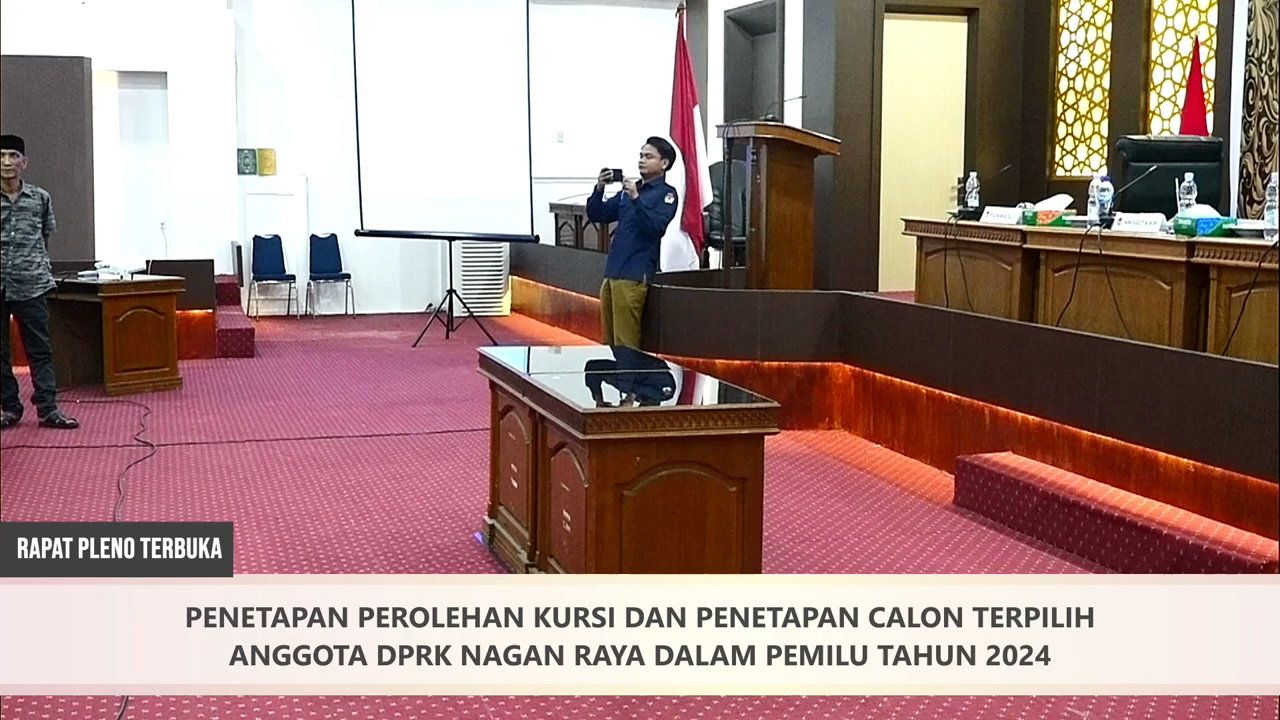 RAPAT PLENO TERBUKA
PENETAPAN PEROLEHAN KURSI DAN PENETAPAN CALON TERPILIH
ANGGOTA DPRK NAGAN RAYA DALAM PEMILU TAHUN 2024